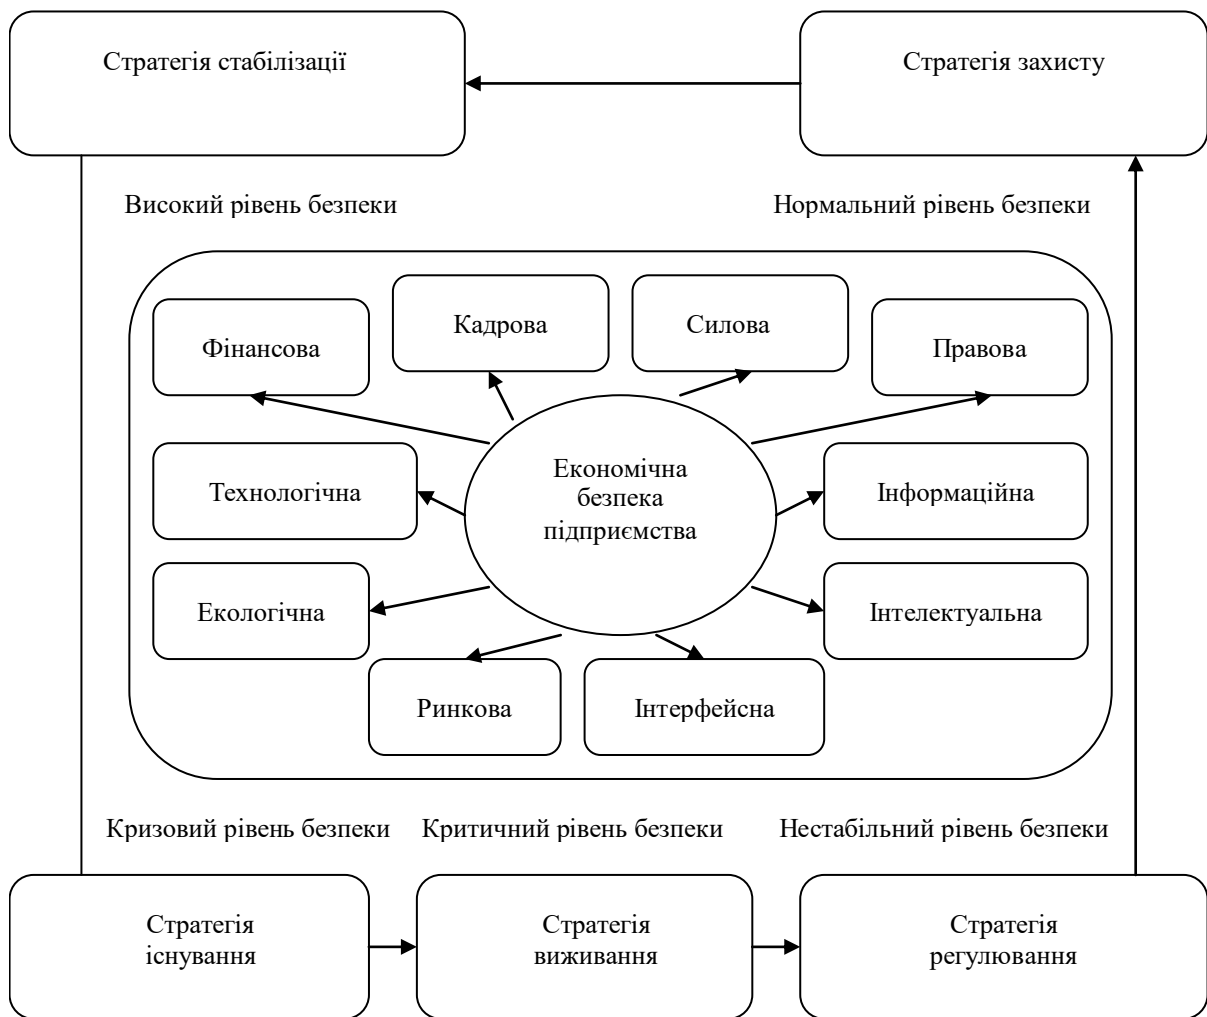 Стратегія стабілізації
Стратегія захисту
Високий рівень безпеки
Нормальний рівень безпеки
Фінансова
Кадрова
Силова
Правова
Технологічна
Економічна
безпека
підприємства
Інформаційна
Екологічна
Інтелектуальна
Ринкова
Інтерфейсна
Кризовий рівень безпеки
Критичний рівень безпеки
Нестабільний рівень безпеки
Стратегія
існування
Стратегія
виживання
Стратегія
регулювання